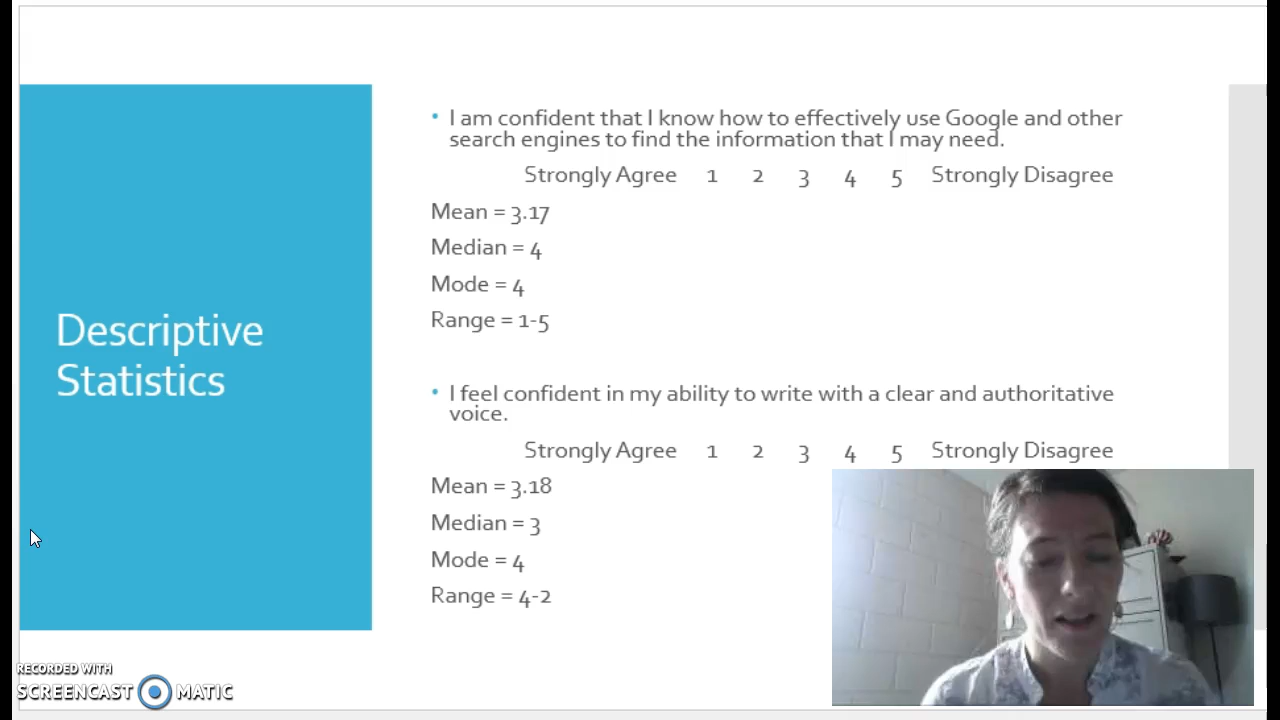 Descriptive
Statistics
• I am confident that I know how to effectively use Google and other
search engines to find the information that I may need.
Strongly Agree 1 2 3 4 5 Strongly Disagree
Mean = 3.17
Median = 4
Mode = 4
Range = 1-5
• I feel confident in my ability to write with a clear and authoritative
voice.
Strongly Agree 1 2 3 4 5 Strongly Disagree
Mean = 3.18
Median = 3
Mode = 4
Range = 4-2
RECORDED WITH
SCREENCAST MATIC